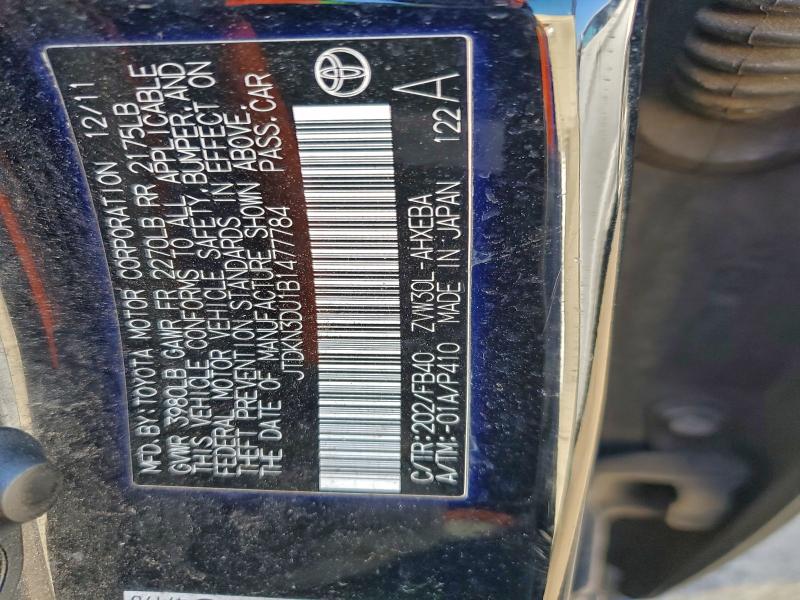 MFD. BY: TOYOTA MOTOR CORPORATION 12/11
GVWR 3980LB GAWR FR 2270LB RR 2175LB
THIS VEHICLE CONFORMS TO ALL APPLICABLE
FEDERAL MOTOR VEHICLE SAFETY, BUMPER, AND
THEFT PREVENTION STANDARDS IN EFFECT ON
THE DATE OF MANUFACTURE SHOWN ABOVE.
JTDKN3DU1B1477784 PASS. CAR
C/TR:202/FB40 ZVW30L-AHXEBA
A/TM:-01A/P410 MADE IN JAPAN 122 A